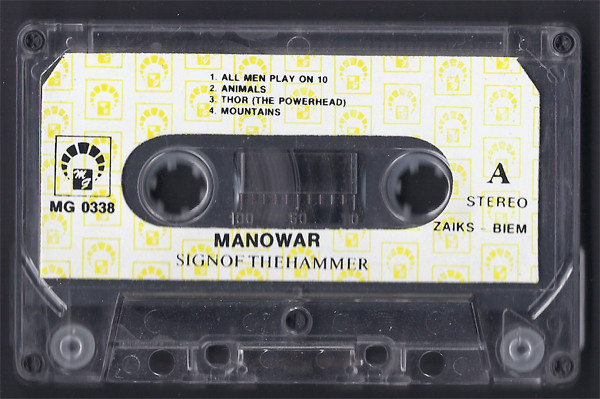 1. ALL MEN PLAY ON 10
2. ANIMALS
3. THOR (THE POWERHEAD)
4. MOUNTAINS
MG
MG 0338
A
STEREO
ZAIKS - BIEM
100 50
MANOWAR
SIGNOFTHEHAMMER